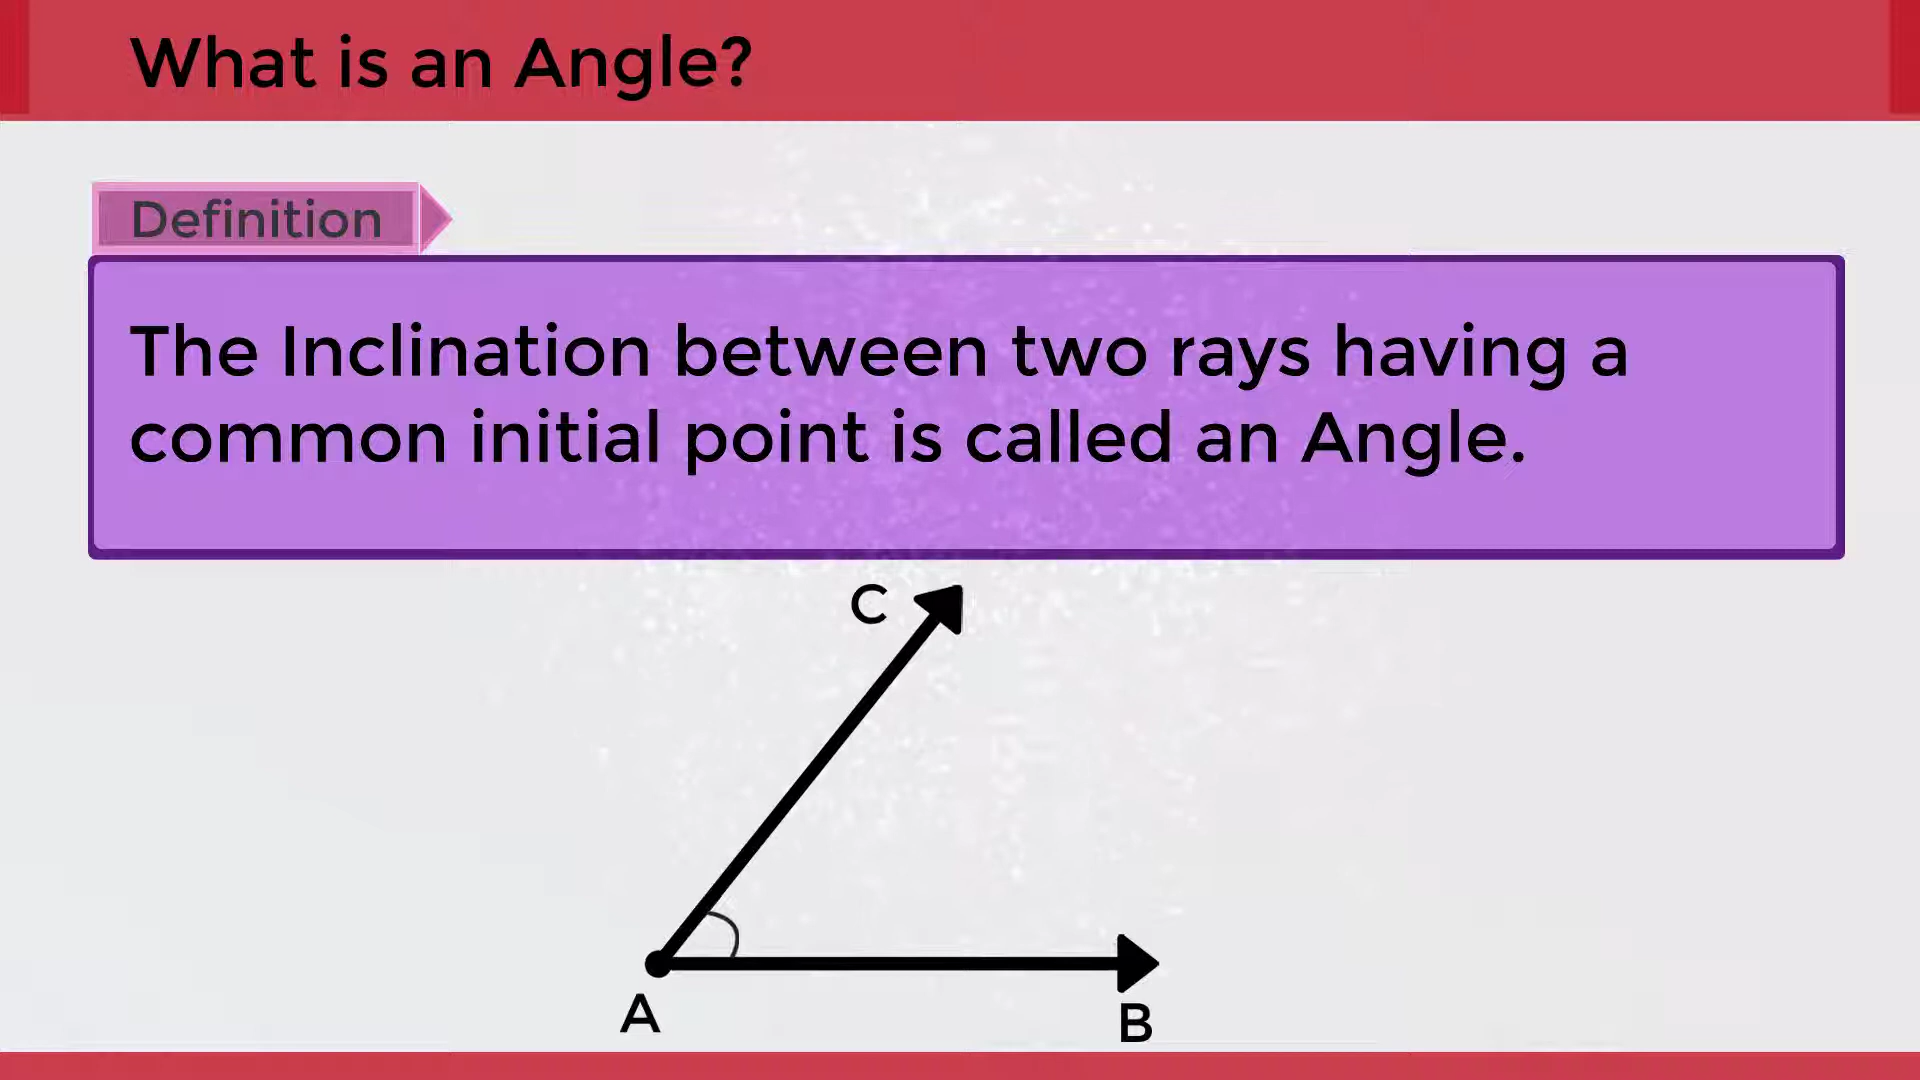 What is an Angle?
Definition
The Inclination between two rays having a
common initial point is called an Angle.
C
A
B